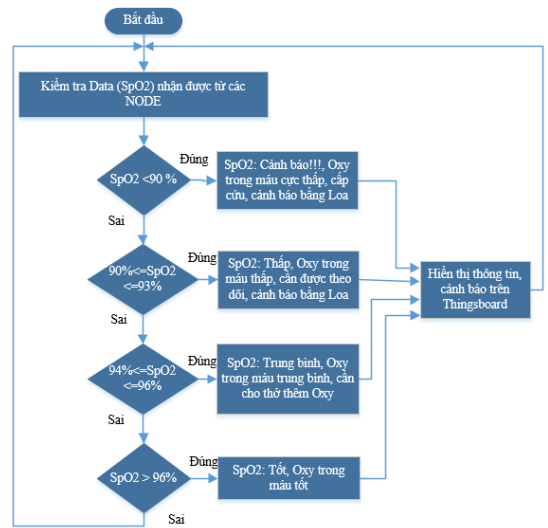 Bắt đầu
Kiểm tra Data (SpO2) nhận được từ các
NODE
SpO2 <90 %
Đúng
SpO2: Cảnh báo!!!, Oxy
trong máu cực thấp, cấp
cứu, cảnh báo bằng Loa
Sai
90%<=SpO2
<=93%
Đúng
SpO2: Thấp, Oxy trong
máu thấp, cần được theo
dõi, cảnh báo bằng Loa
Hiển thị thông tin,
cảnh báo trên
Thingsboard
Sai
94%<=SpO2
<=96%
Đúng
SpO2: Trung bình, Oxy
trong máu trung bình, cần
cho thở thêm Oxy
Sai
SpO2 > 96%
Đúng
SpO2: Tốt, Oxy trong
máu tốt
Sai